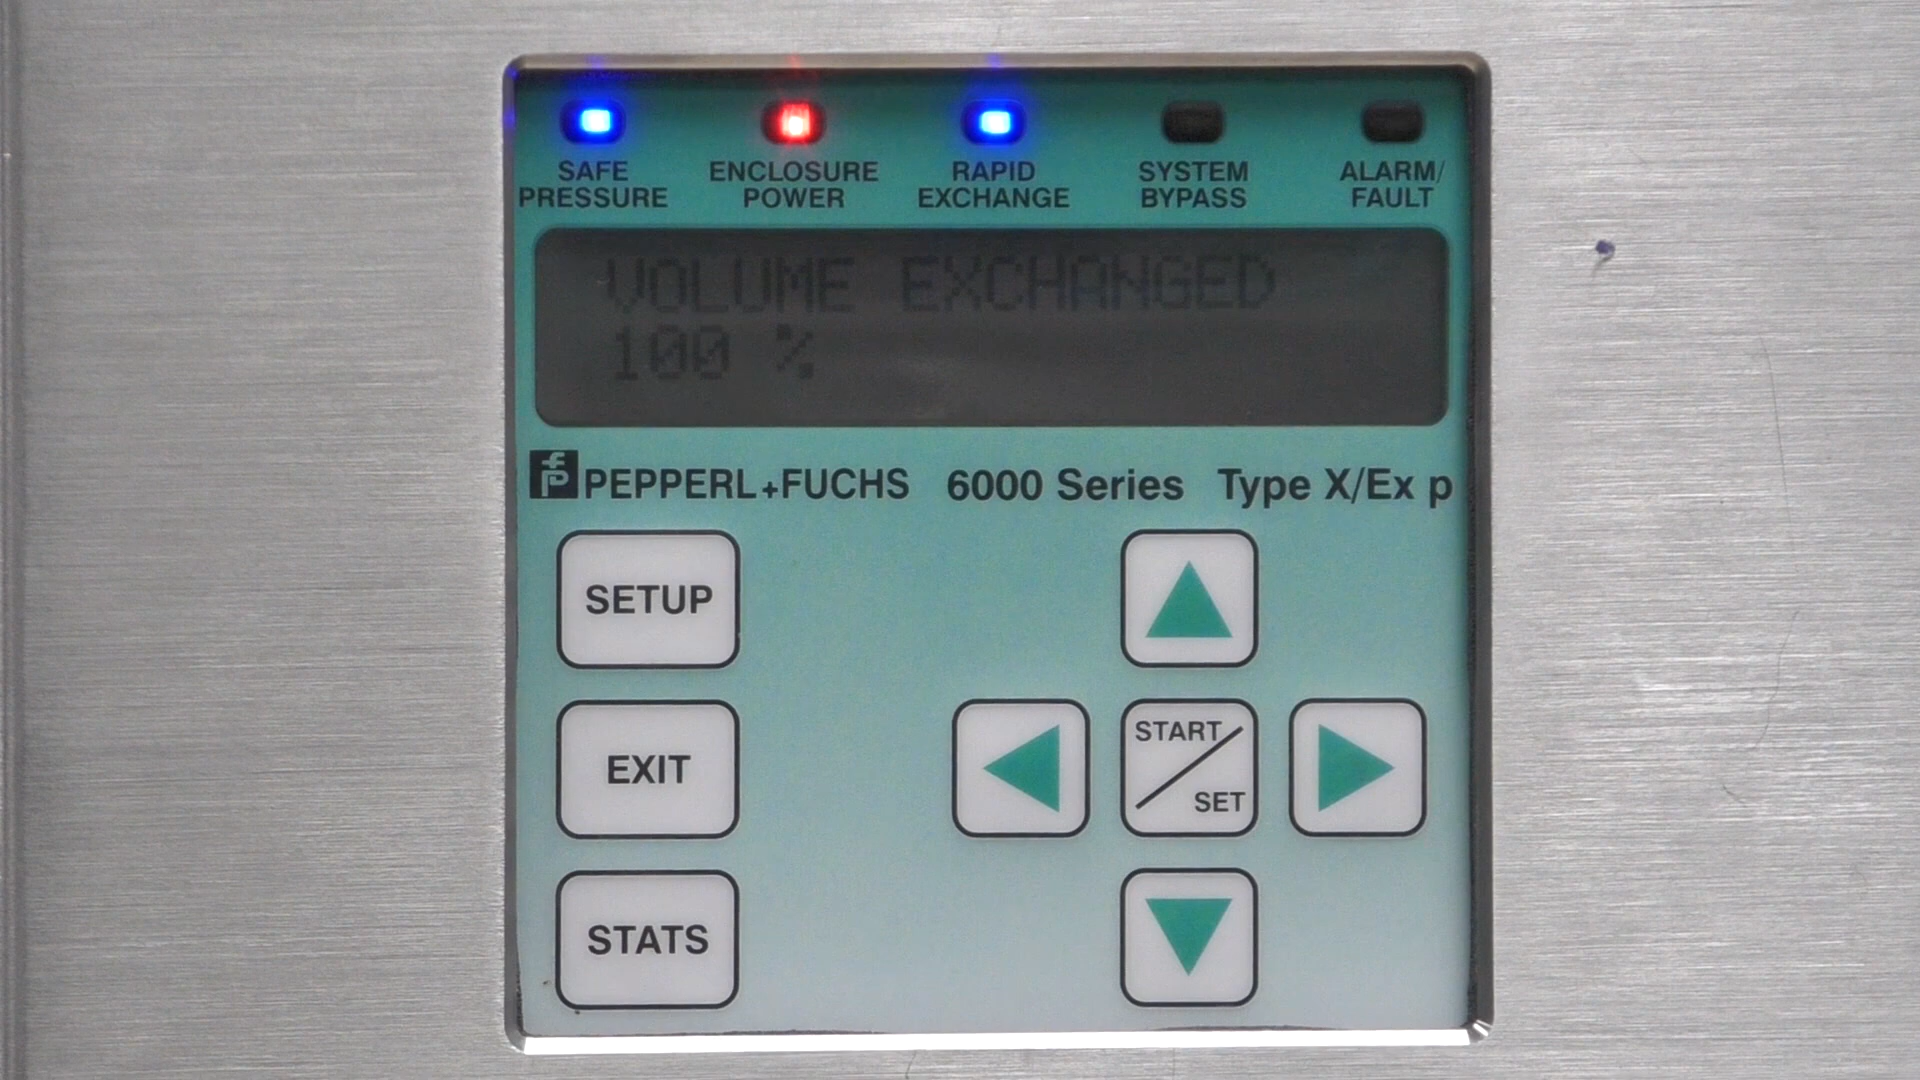 SAFE PRESSURE
ENCLOSURE POWER
RAPID EXCHANGE
SYSTEM BYPASS
ALARM/ FAULT
VOLUME EXCHANGED
100 %
PEPPERL+FUCHS 6000 Series Type X/Ex p
SETUP
EXIT
START/SET
STATS